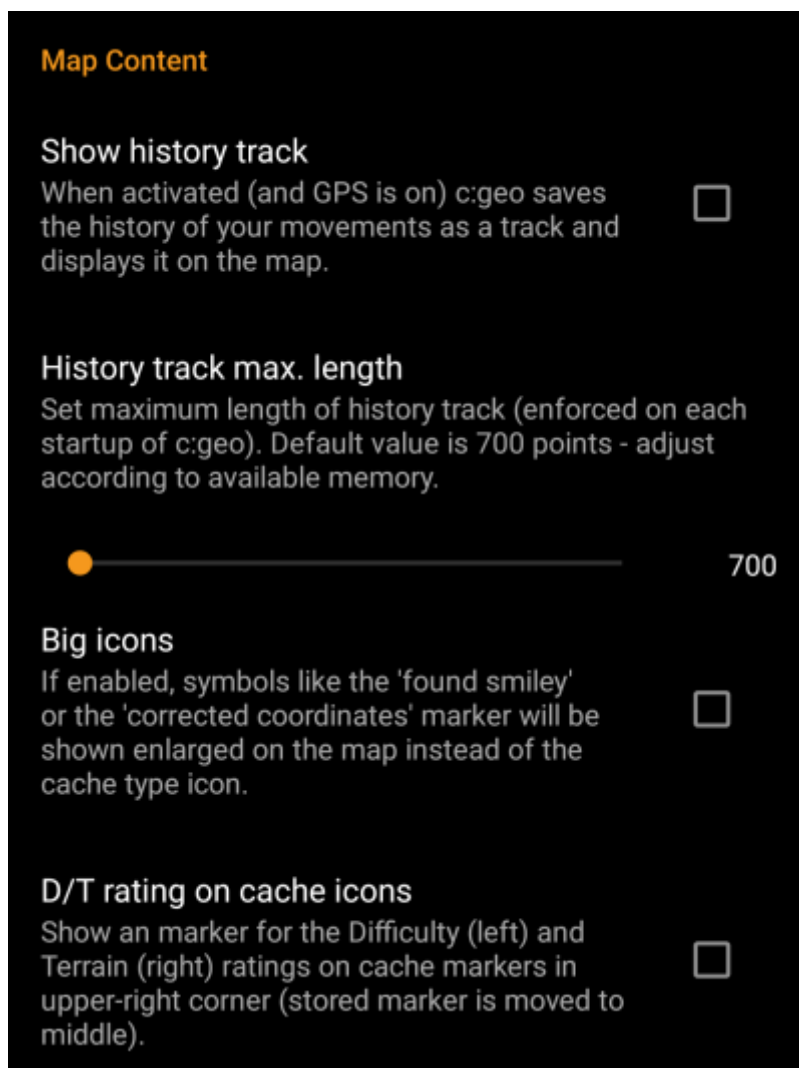 Map Content
Show history track
When activated (and GPS is on) c:geo saves
the history of your movements as a track and
displays it on the map.
History track max. length
Set maximum length of history track (enforced on each
startup of c:geo). Default value is 700 points - adjust
according to available memory.
700
Big icons
If enabled, symbols like the 'found smiley'
or the 'corrected coordinates' marker will be
shown enlarged on the map instead of the
cache type icon.
D/T rating on cache icons
Show an marker for the Difficulty (left) and
Terrain (right) ratings on cache markers in
upper-right corner (stored marker is moved to
middle).